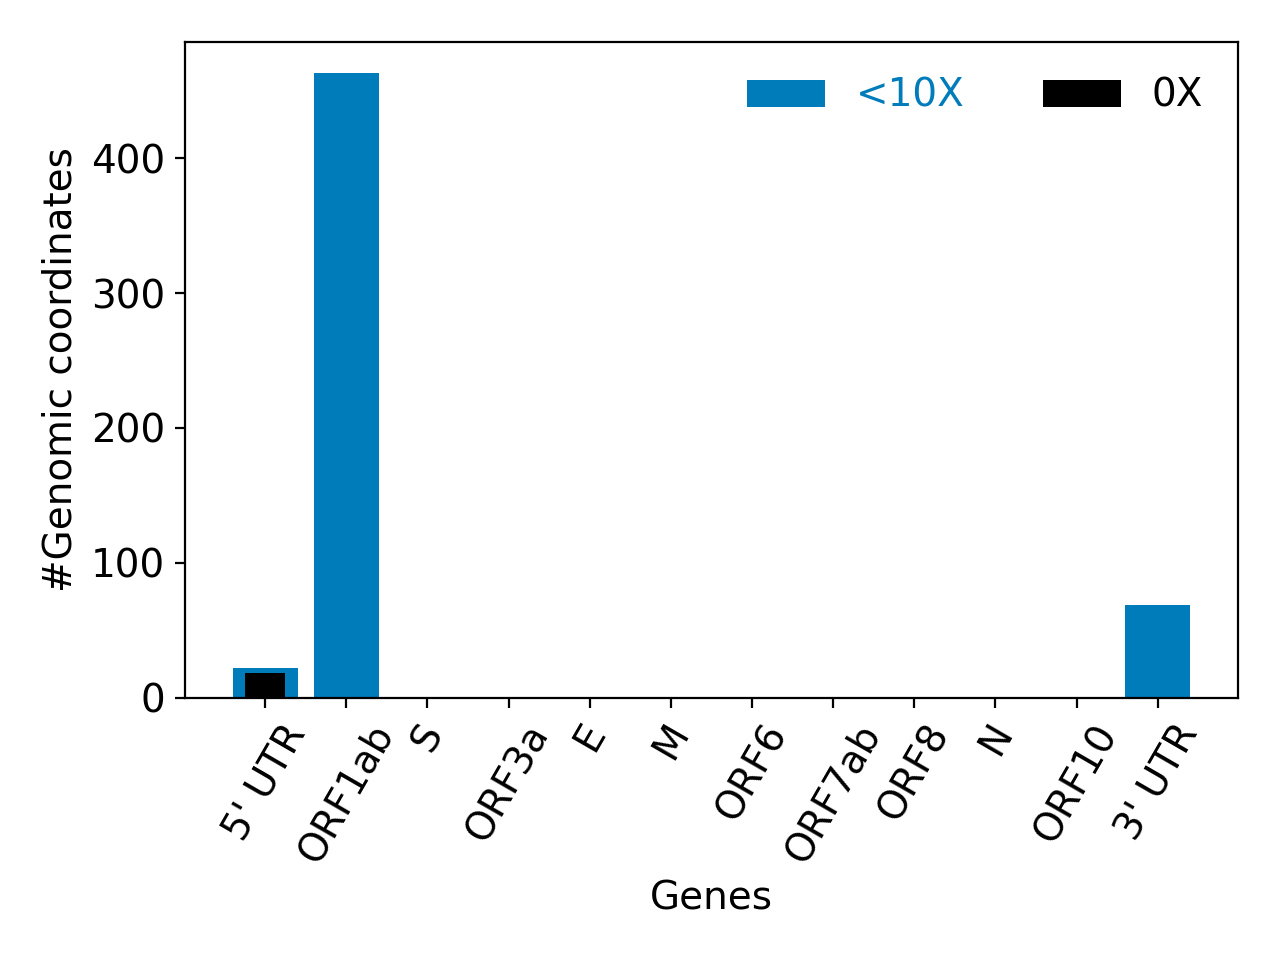 <10X 0X
#Genomic coordinates
400
300
200
100
0
5' UTR ORF1ab S ORF3a E M ORF6 ORF7ab ORF8 N ORF10 3' UTR
Genes